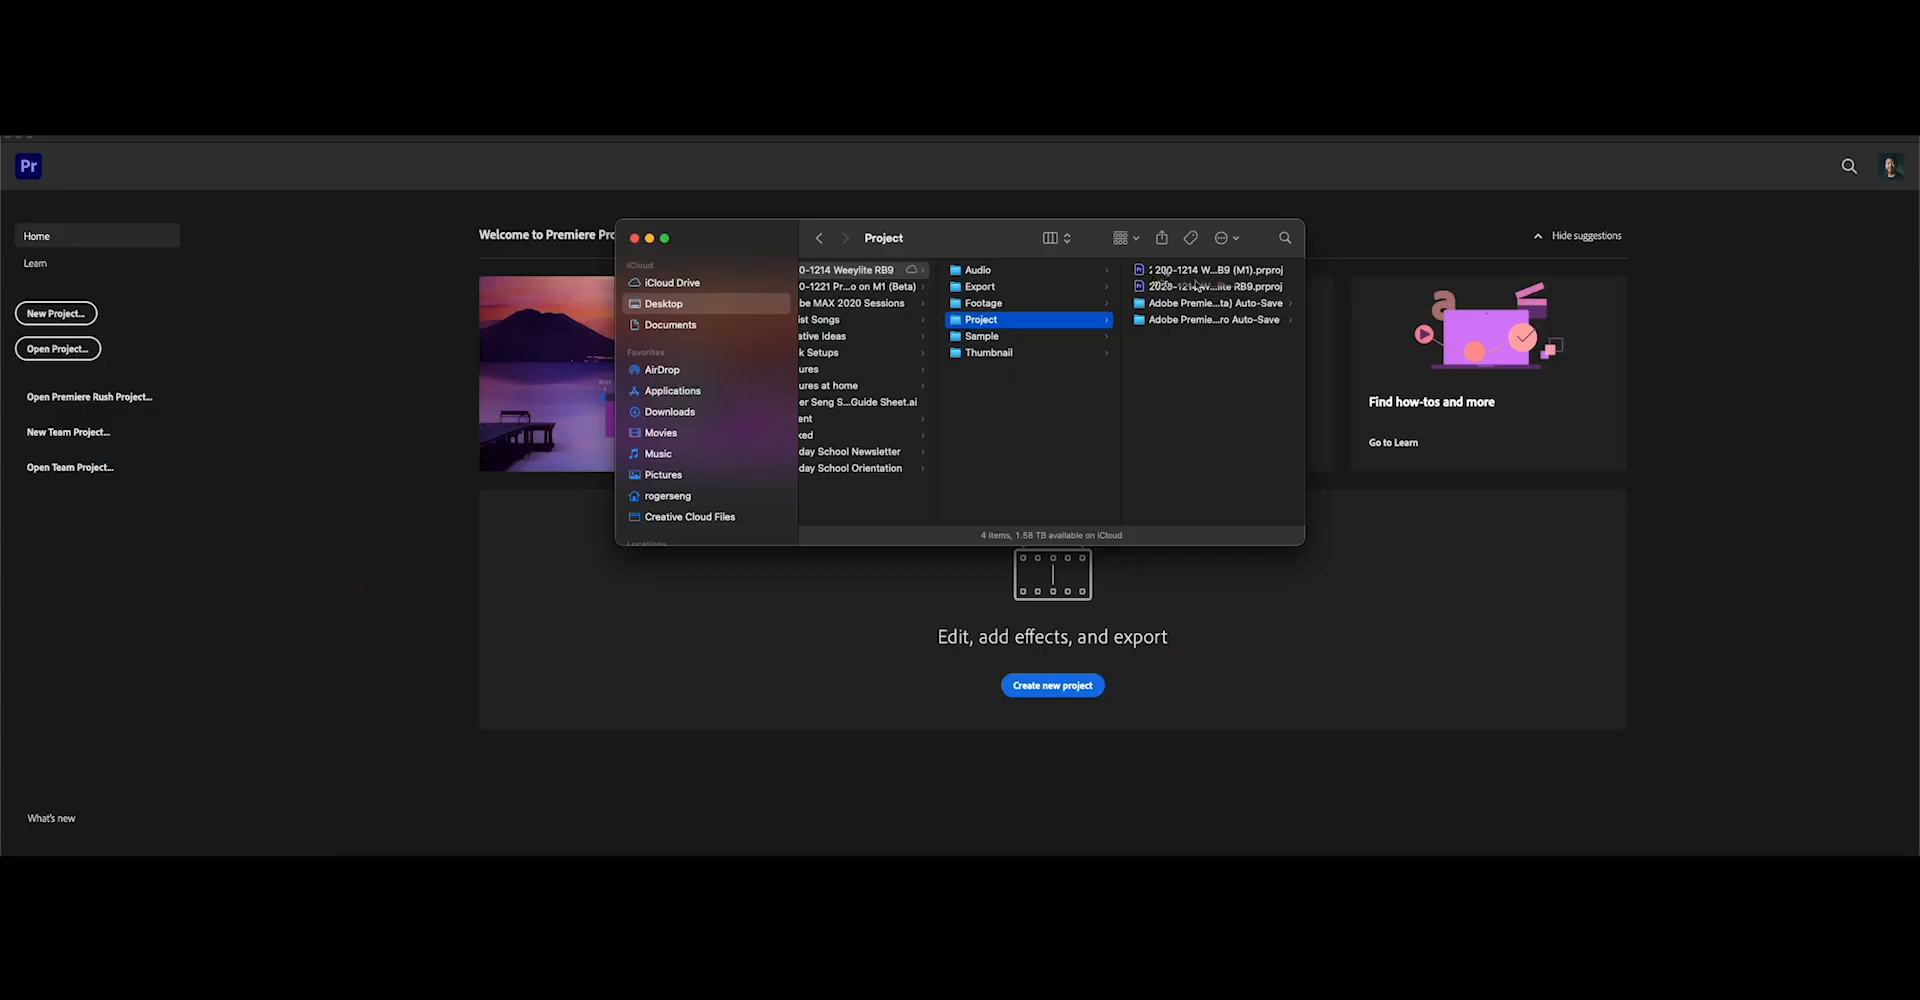 Pr
Home
Learn
New Project...
Open Project...
Open Premiere Rush Project...
New Team Project...
Open Team Project...
What's new
Welcome to Premiere Pro
Hide suggestions
iCloud
iCloud Drive
Desktop
Documents
Favorites
AirDrop
Applications
Downloads
Movies
Music
Pictures
rogerseng
Creative Cloud Files
Locations
Project
0-1214 Weeylite RB9
0-1221 Pr...o on M1 (Beta)
be MAX 2020 Sessions
ist Songs
ative Ideas
k Setups
ures
ures at home
er Seng S...Guide Sheet.ai
ent
ked
day School Newsletter
day School Orientation
Audio
Export
Footage
Project
Sample
Thumbnail
W...B9 (M1).prproj
RB9.prproj
Adobe Premie...ta) Auto-Save
Adobe Premie...ro Auto-Save
4 items, 1.58 TB available on iCloud
a
Find how-tos and more
Go to Learn
Edit, add effects, and export
Create new project